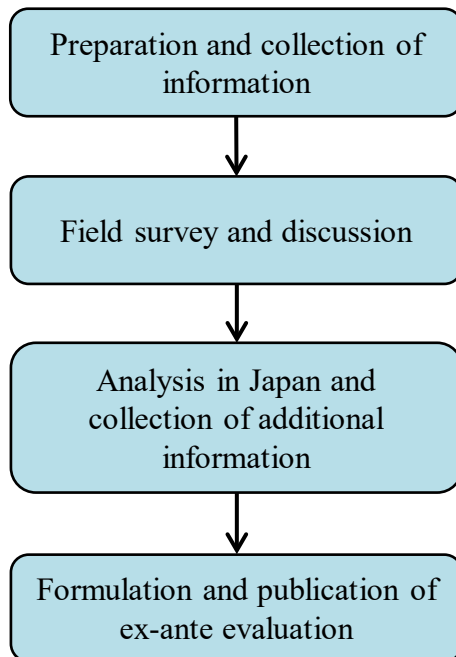 Preparation and collection of
information
Field survey and discussion
Analysis in Japan and
collection of additional
information
Formulation and publication of
ex-ante evaluation